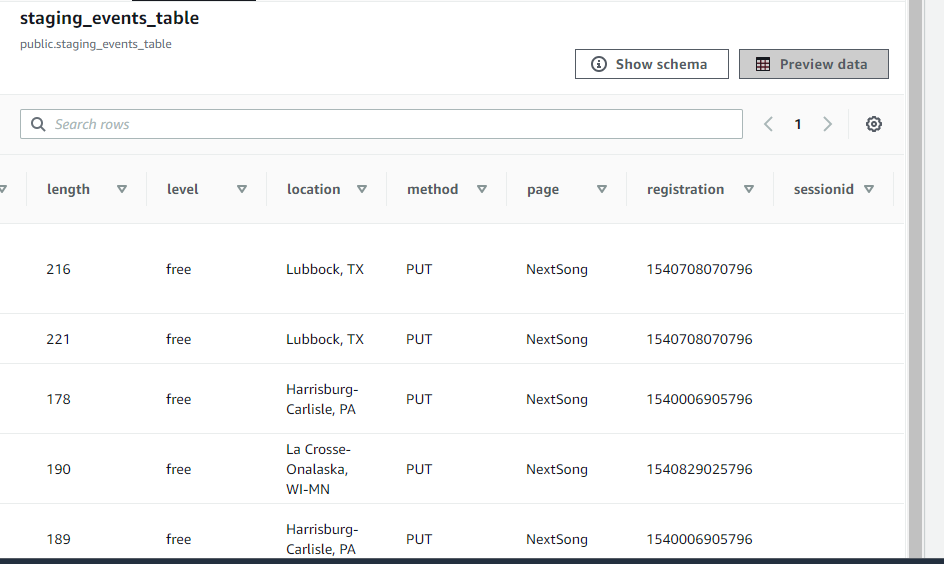 staging_events_table
public.staging_events_table
Show schema Preview data
Search rows 1
length level location method page registration sessionid
216 free Lubbock, TX PUT NextSong 1540708070796
221 free Lubbock, TX PUT NextSong 1540708070796
178 free Harrisburg-Carlisle, PA PUT NextSong 1540006905796
190 free La Crosse-Onalaska, WI-MN PUT NextSong 1540829025796
189 free Harrisburg-Carlisle, PA PUT NextSong 1540006905796